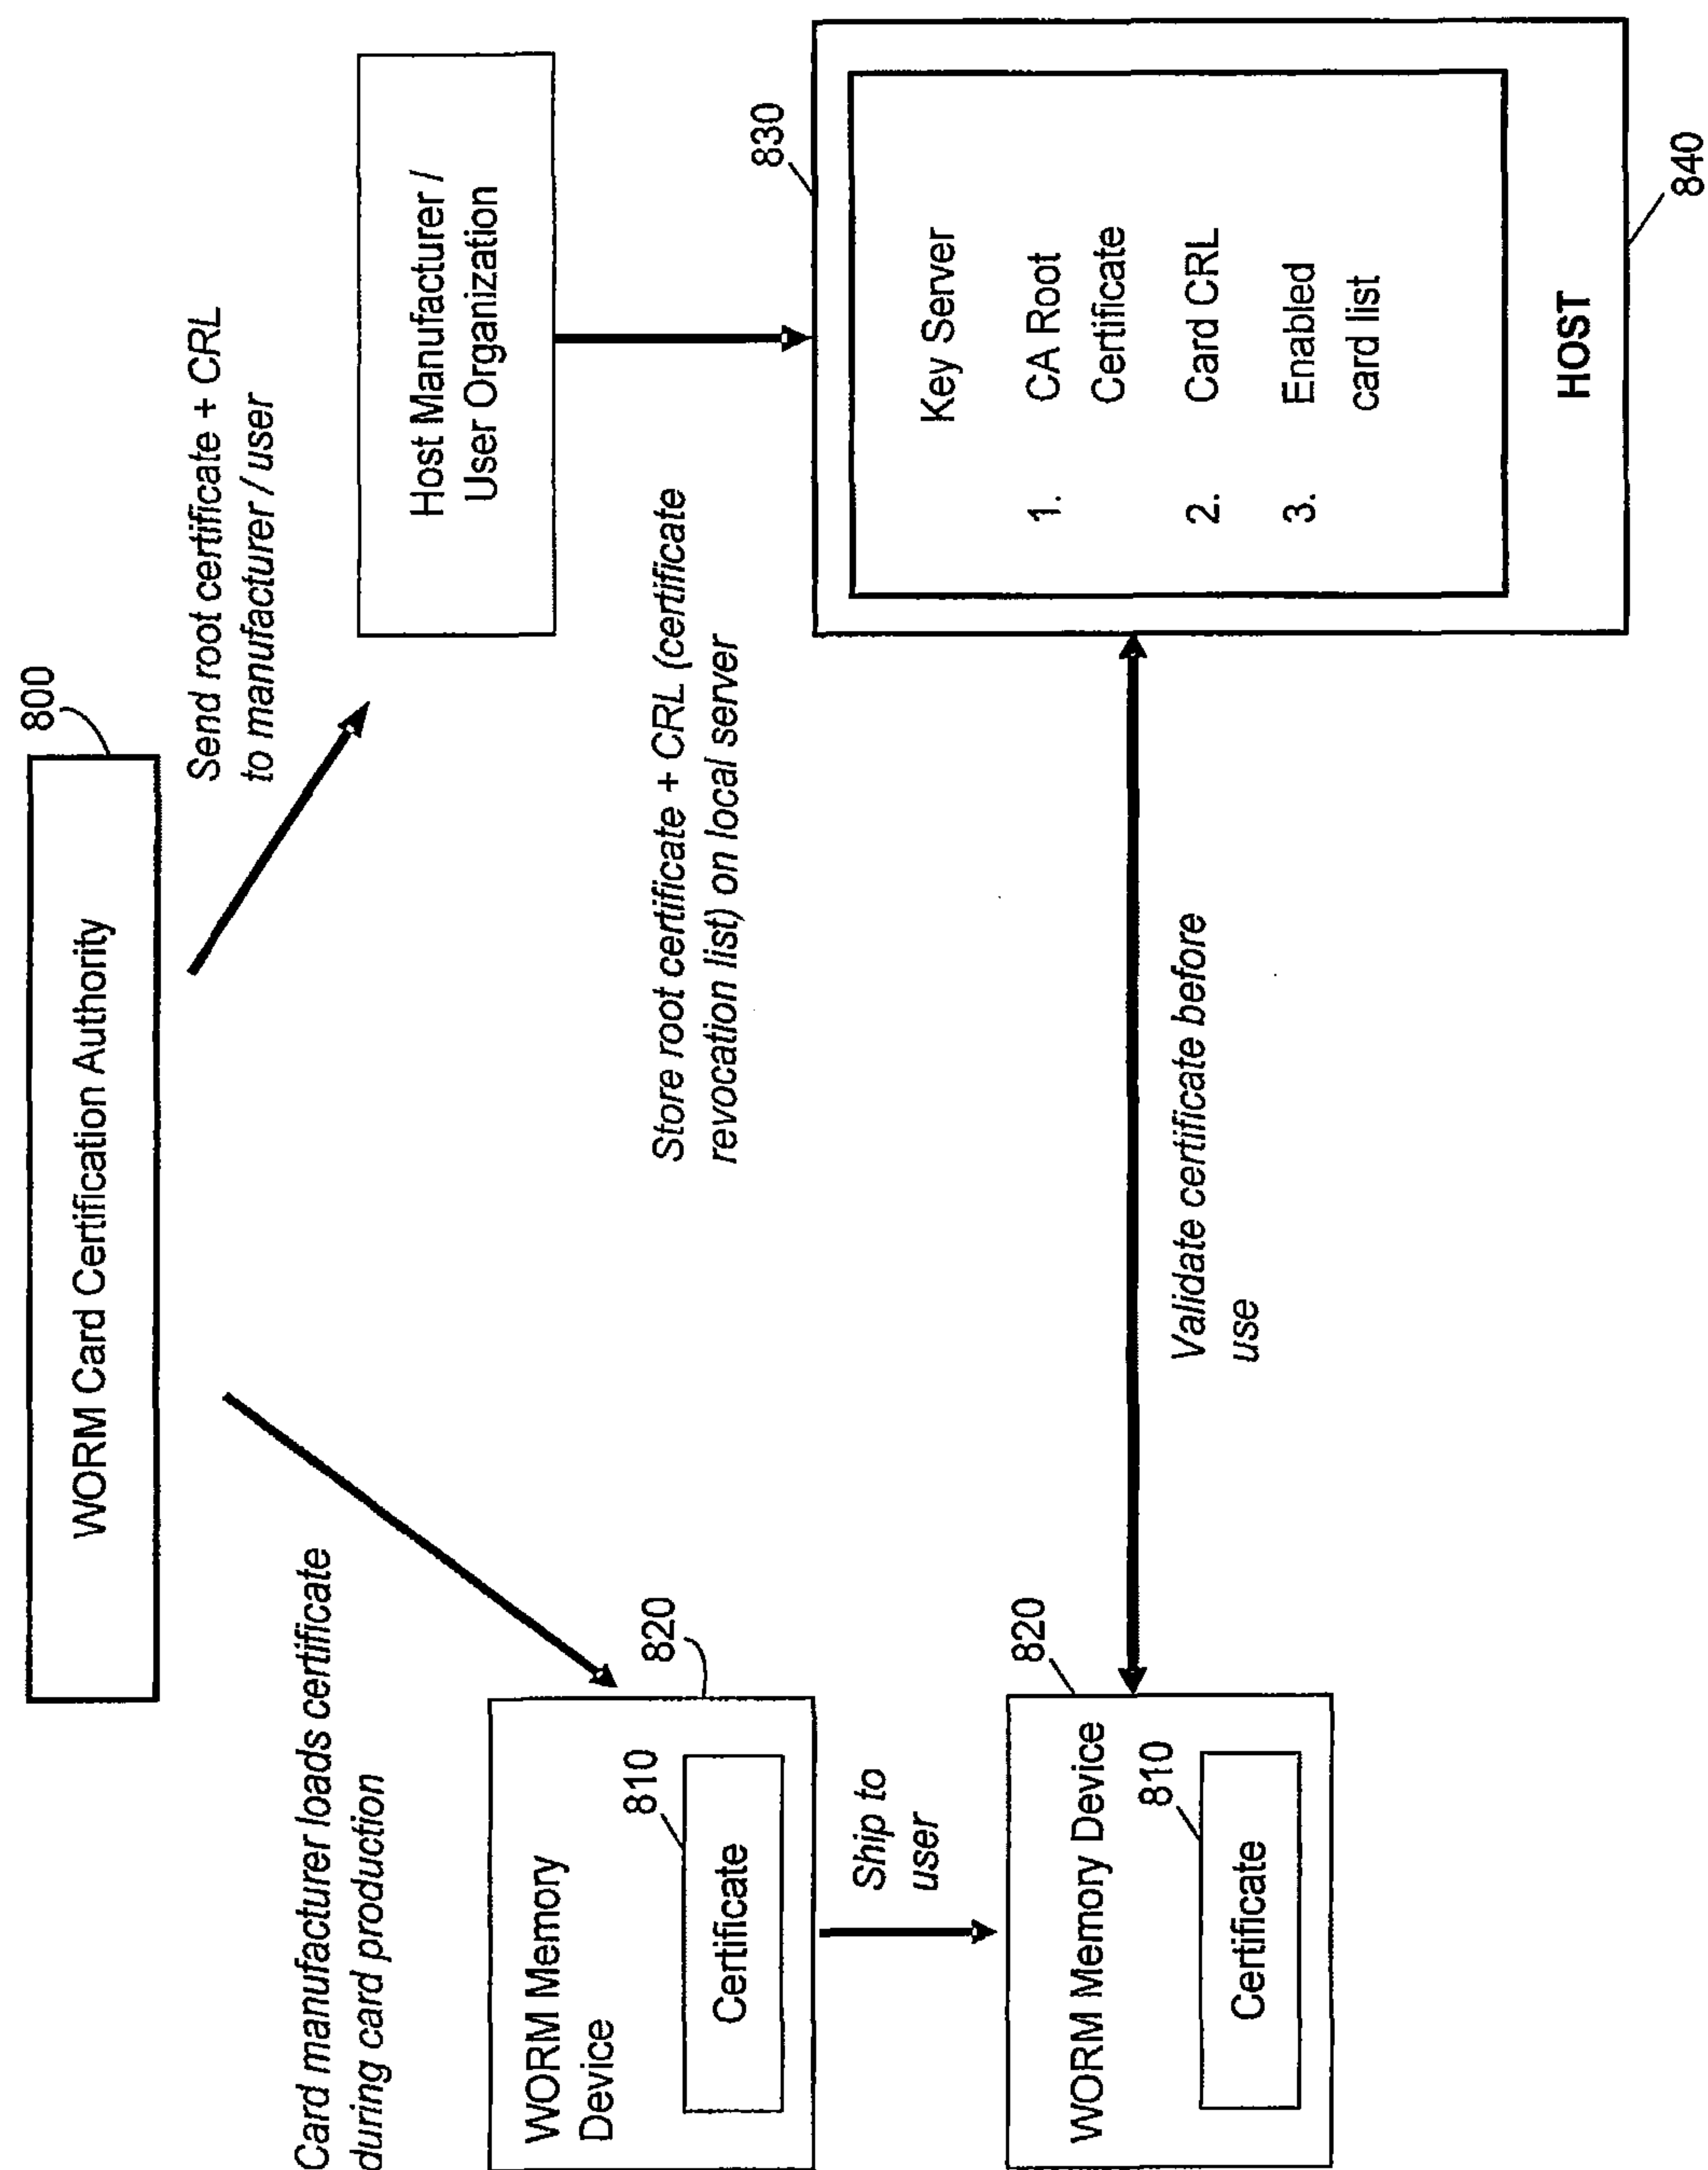 WORM Card Certification Authority
800
Send root certificate + CRL
to manufacturer / user
Card manufacturer loads certificate
during card production
Host Manufacturer /
User Organization
WORM Memory
Device
820
810
Certificate
Store root certificate + CRL (certificate
revocation list) on local server
Ship to
user
830
Key Server
1. CA Root
Certificate
2. Card CRL
3. Enabled
card list
HOST
840
WORM Memory Device
820
810
Certificate
Validate certificate before
use